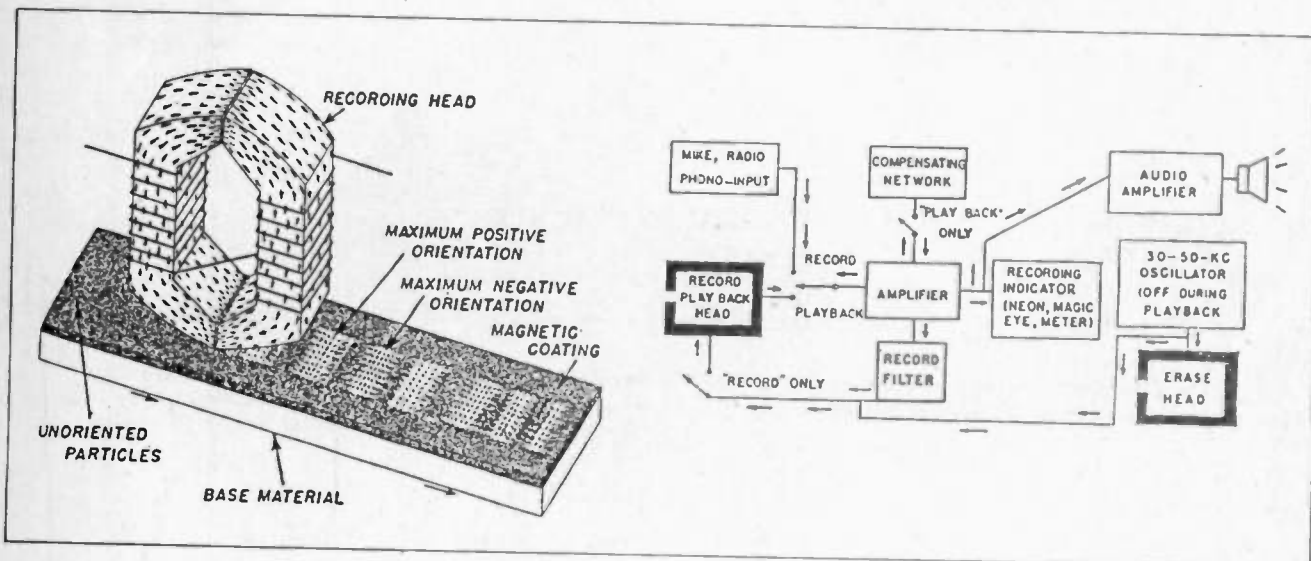 RECORDING HEAD
MAXIMUM POSITIVE
ORIENTATION
MAXIMUM NEGATIVE
ORIENTATION
MAGNETIC
COATING
UNORIENTED
PARTICLES
BASE MATERIAL
MIKE, RADIO
PHONO-INPUT
COMPENSATING
NETWORK
"PLAY BACK"
ONLY
AUDIO
AMPLIFIER
RECORD
RECORD
PLAY BACK
HEAD
PLAYBACK
AMPLIFIER
RECORDING
INDICATOR
(NEON, MAGIC
EYE, METER)
30-50-KC
OSCILLATOR
(OFF DURING
PLAYBACK)
"RECORD" ONLY
RECORD
FILTER
ERASE
HEAD